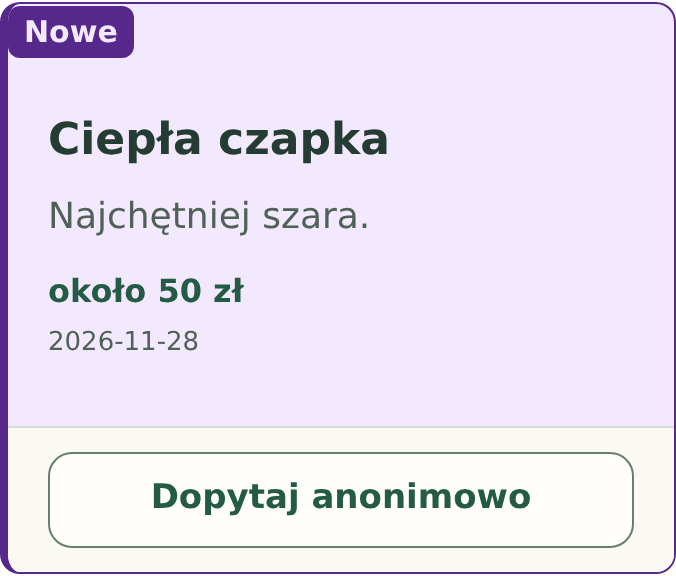 Nowe
Ciepła czapka
Najchętniej szara.
około 50 zł
2026-11-28
Dopytaj anonimowo